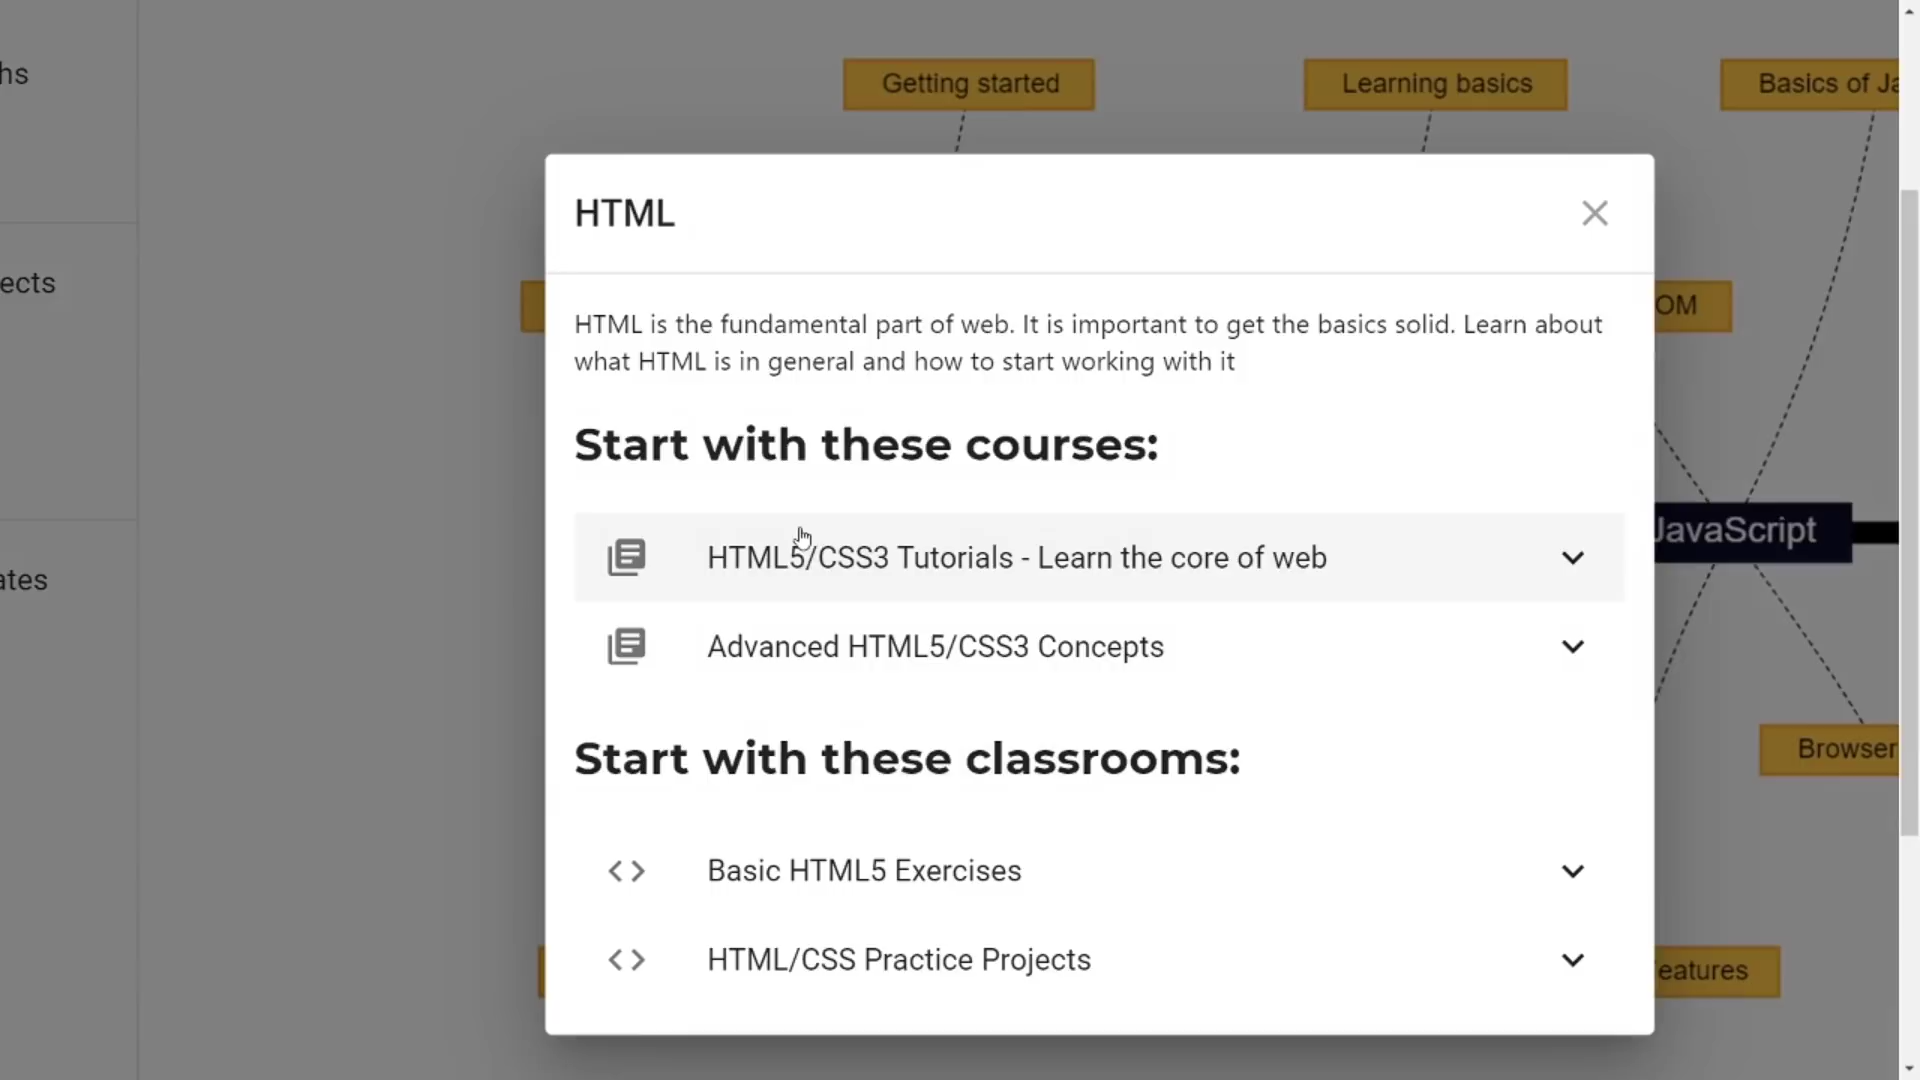 hs
Getting started
Learning basics
Basics of Ja
HTML
ects
OM
HTML is the fundamental part of web. It is important to get the basics solid. Learn about
what HTML is in general and how to start working with it
Start with these courses:
HTML5/CSS3 Tutorials - Learn the core of web
JavaScript
ates
Advanced HTML5/CSS3 Concepts
Start with these classrooms:
Browser
Basic HTML5 Exercises
HTML/CSS Practice Projects
eatures